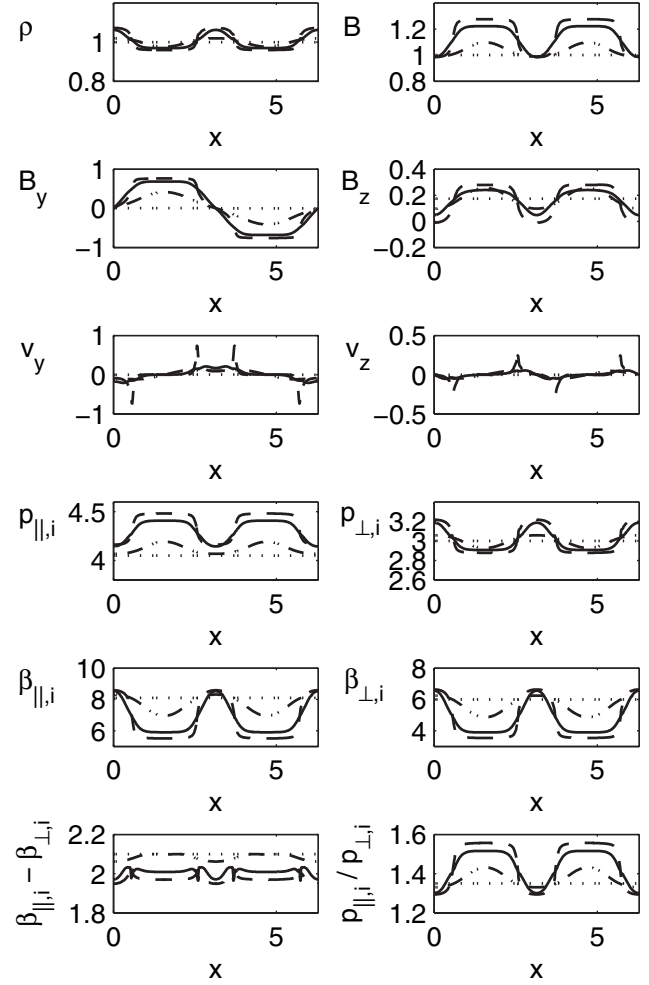 ρ
1
0.8
0 5
x
B
1.2
1
0.8
0 5
x
B_y
1
0
−1
0 5
x
B_z
0.4
0.2
0
−0.2
0 5
x
v_y
1
0
−1
0 5
x
v_z
0.5
0
−0.5
0 5
x
p_||,i
4.5
4
0 5
x
p_⊥,i
3.2
3
2.8
2.6
0 5
x
β_||,i
10
8
6
0 5
x
β_⊥,i
8
6
4
0 5
x
β_||,i − β_⊥,i
2.2
2
1.8
0 5
x
p_||,i / p_⊥,i
1.6
1.4
1.2
0 5
x